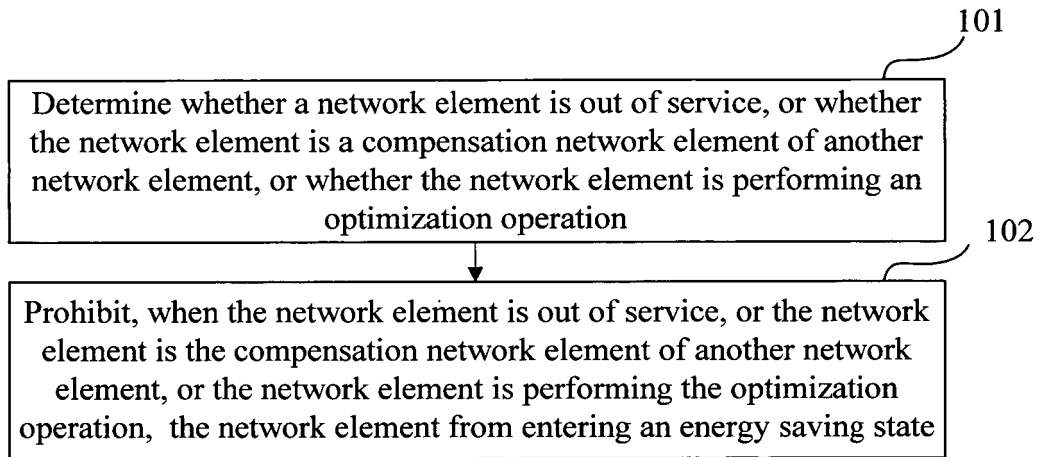 101
Determine whether a network element is out of service, or whether
the network element is a compensation network element of another
network element, or whether the network element is performing an
optimization operation
102
Prohibit, when the network element is out of service, or the network
element is the compensation network element of another network
element, or the network element is performing the optimization
operation, the network element from entering an energy saving state